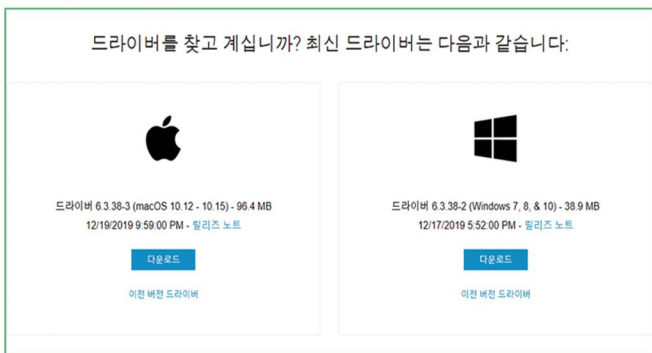 드라이버를 찾고 계십니까? 최신 드라이버는 다음과 같습니다:
드라이버 6.3.38-3 (macOS 10.12 - 10.15) - 96.4 MB
12/19/2019 9:59:00 PM - 릴리즈 노트
다운로드
이전 버전 드라이버
드라이버 6.3.38-2 (Windows 7, 8, & 10) - 38.9 MB
12/17/2019 5:52:00 PM - 릴리즈 노트
다운로드
이전 버전 드라이버